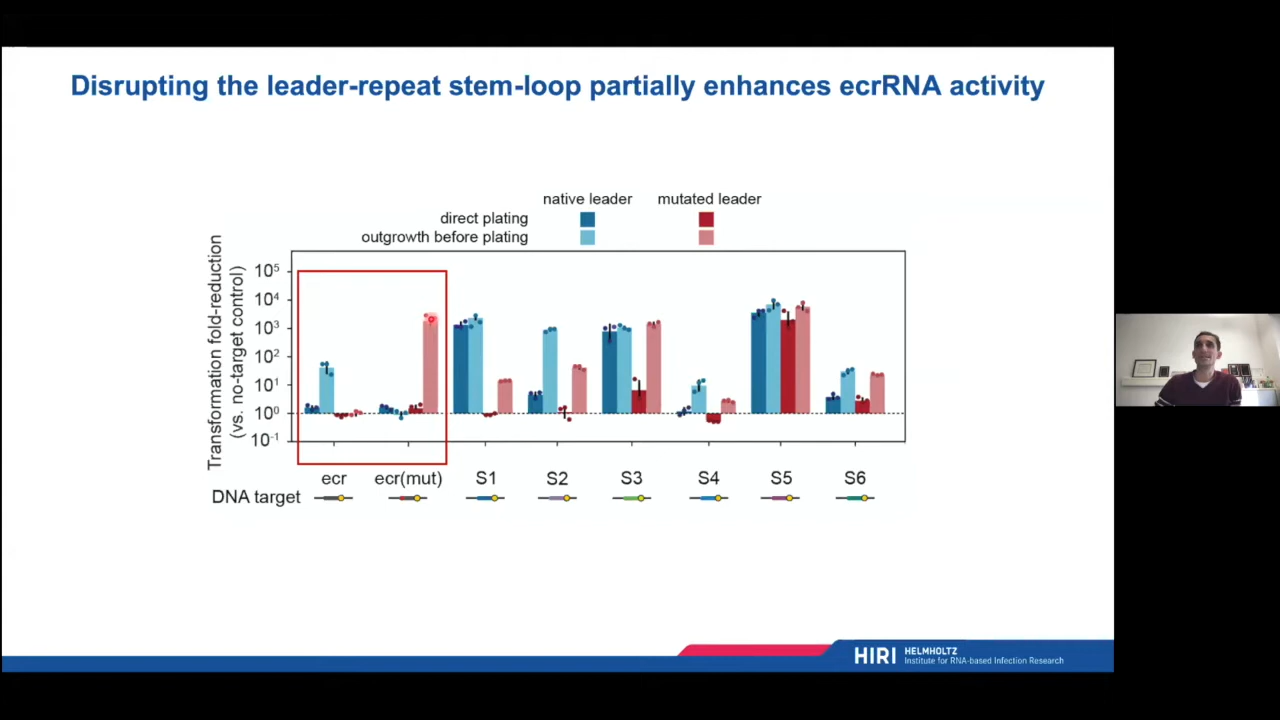 Disrupting the leader-repeat stem-loop partially enhances ecrRNA activity
native leader mutated leader
direct plating
outgrowth before plating
Transformation fold-reduction
(vs. no-target control)
10⁵
10⁴
10³
10²
10¹
10⁰
10⁻¹
ecr ecr(mut) S1 S2 S3 S4 S5 S6
DNA target
HIRI HELMHOLTZ
Institute for RNA-based Infection Research